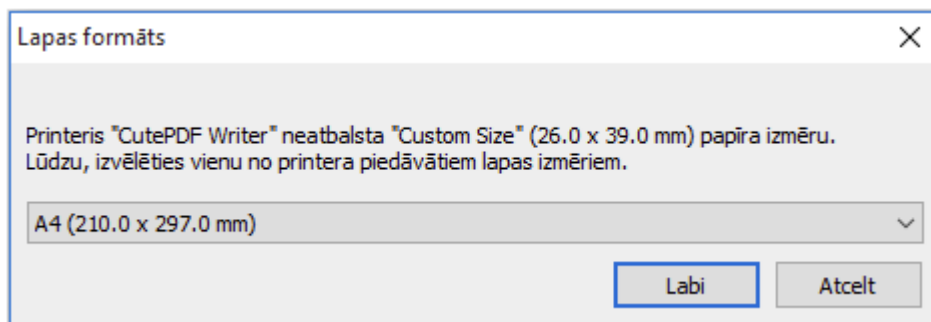 Lapas formāts
Printeris "CutePDF Writer" neatbalsta "Custom Size" (26.0 x 39.0 mm) papīra izmēru.
Lūdzu, izvēlēties vienu no printera piedāvātiem lapas izmēriem.
A4 (210.0 x 297.0 mm)
Labi
Atcelt